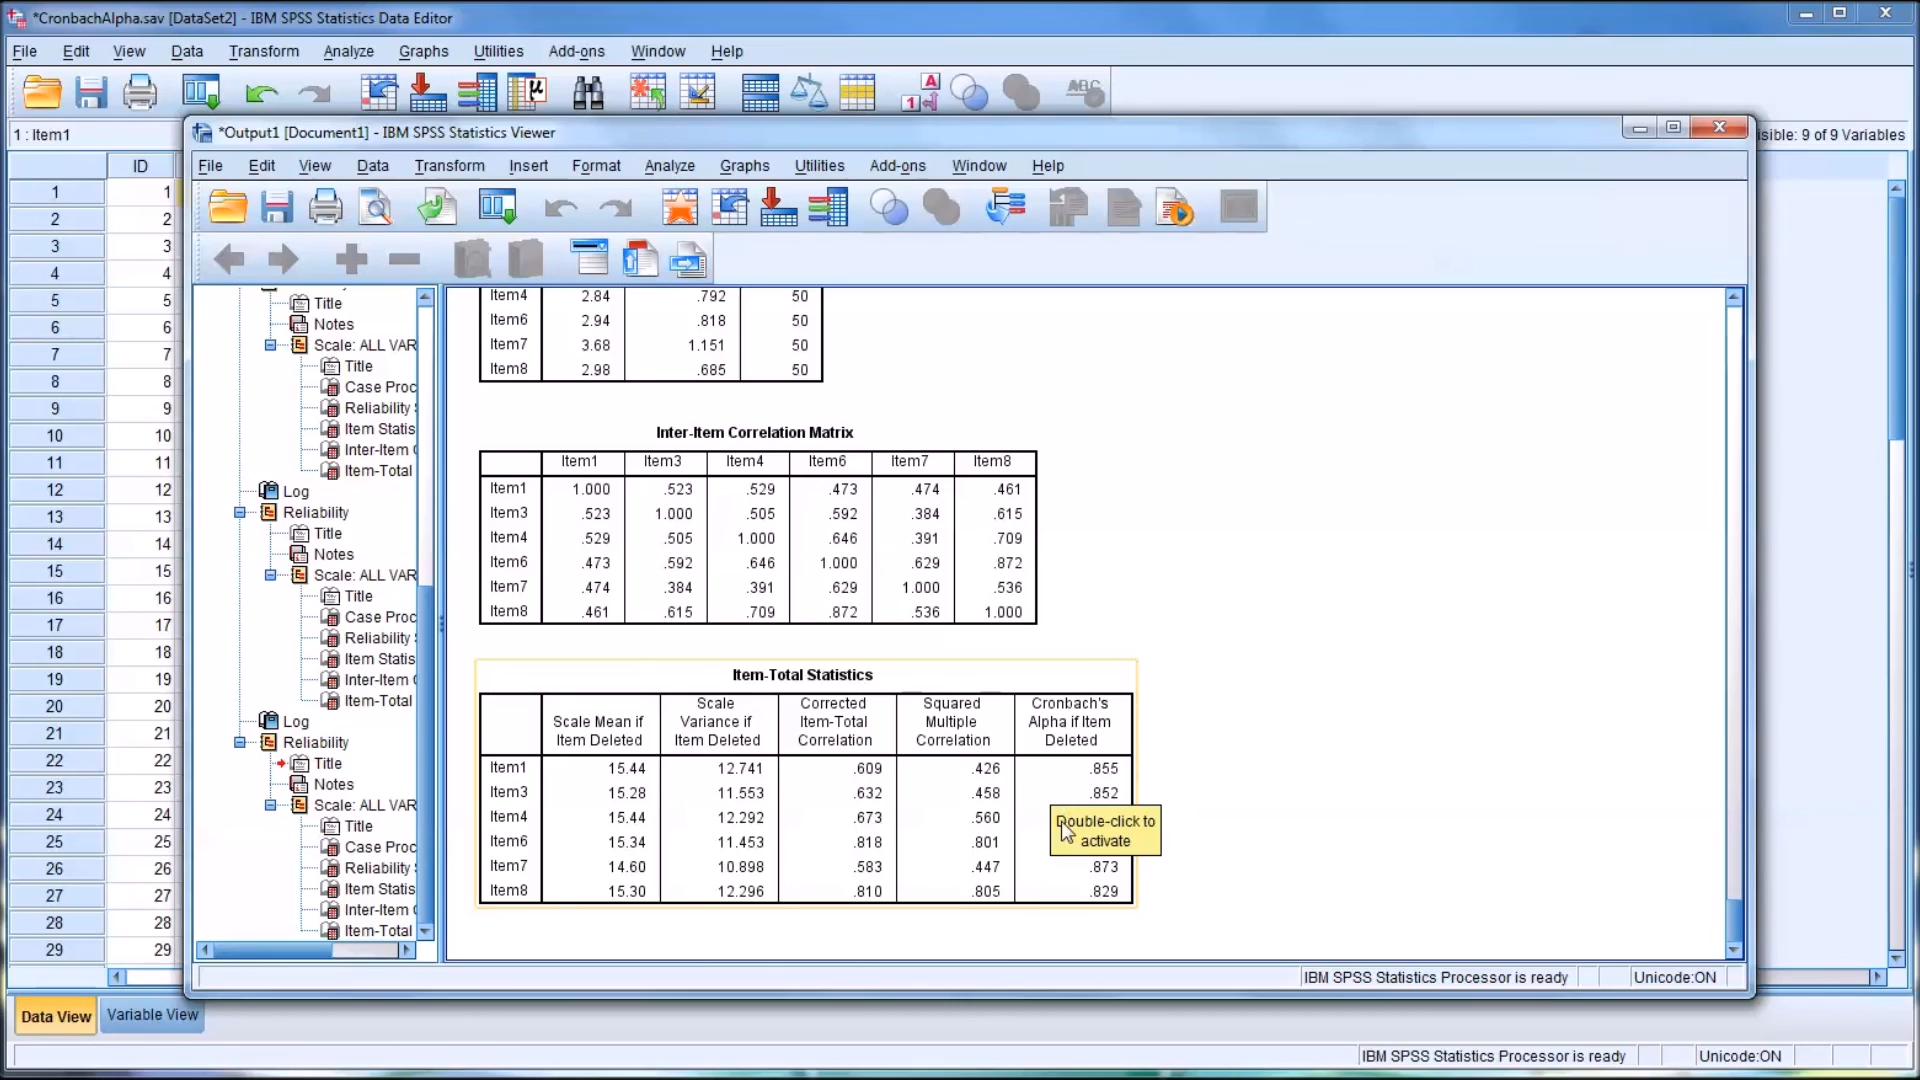 *CronbachAlpha.sav [DataSet2] - IBM SPSS Statistics Data Editor
File Edit View Data Transform Analyze Graphs Utilities Add-ons Window Help
1 : Item1
isible: 9 of 9 Variables
*Output1 [Document1] - IBM SPSS Statistics Viewer
File Edit View Data Transform Insert Format Analyze Graphs Utilities Add-ons Window Help
ID
1 1
2 2
3 3
4 4
5 5
6 6
7 7
8 8
9 9
10 10
11 11
12 12
13 13
14 14
15 15
16 16
17 17
18 18
19 19
20 20
21 21
22 22
23 23
24 24
25 25
26 26
27 27
28 28
29 29
Title
Notes
Scale: ALL VAR
Title
Case Proc
Reliability
Item Statis
Inter-Item
Item-Total
Log
Reliability
Title
Notes
Scale: ALL VAR
Title
Case Proc
Reliability
Item Statis
Inter-Item
Item-Total
Log
Reliability
Title
Notes
Scale: ALL VAR
Title
Case Proc
Reliability
Item Statis
Inter-Item
Item-Total
Item4 2.84 .792 50
Item6 2.94 .818 50
Item7 3.68 1.151 50
Item8 2.98 .685 50
Inter-Item Correlation Matrix
Item1 Item3 Item4 Item6 Item7 Item8
Item1 1.000 .523 .529 .473 .474 .461
Item3 .523 1.000 .505 .592 .384 .615
Item4 .529 .505 1.000 .646 .391 .709
Item6 .473 .592 .646 1.000 .629 .872
Item7 .474 .384 .391 .629 1.000 .536
Item8 .461 .615 .709 .872 .536 1.000
Item-Total Statistics
Scale Mean if Item Deleted
Scale Variance if Item Deleted
Corrected Item-Total Correlation
Squared Multiple Correlation
Cronbach's Alpha if Item Deleted
Item1 15.44 12.741 .609 .426 .855
Item3 15.28 11.553 .632 .458 .852
Item4 15.44 12.292 .673 .560
Item6 15.34 11.453 .818 .801
Item7 14.60 10.898 .583 .447 .873
Item8 15.30 12.296 .810 .805 .829
Double-click to
activate
IBM SPSS Statistics Processor is ready Unicode:ON
Data View Variable View
IBM SPSS Statistics Processor is ready Unicode:ON